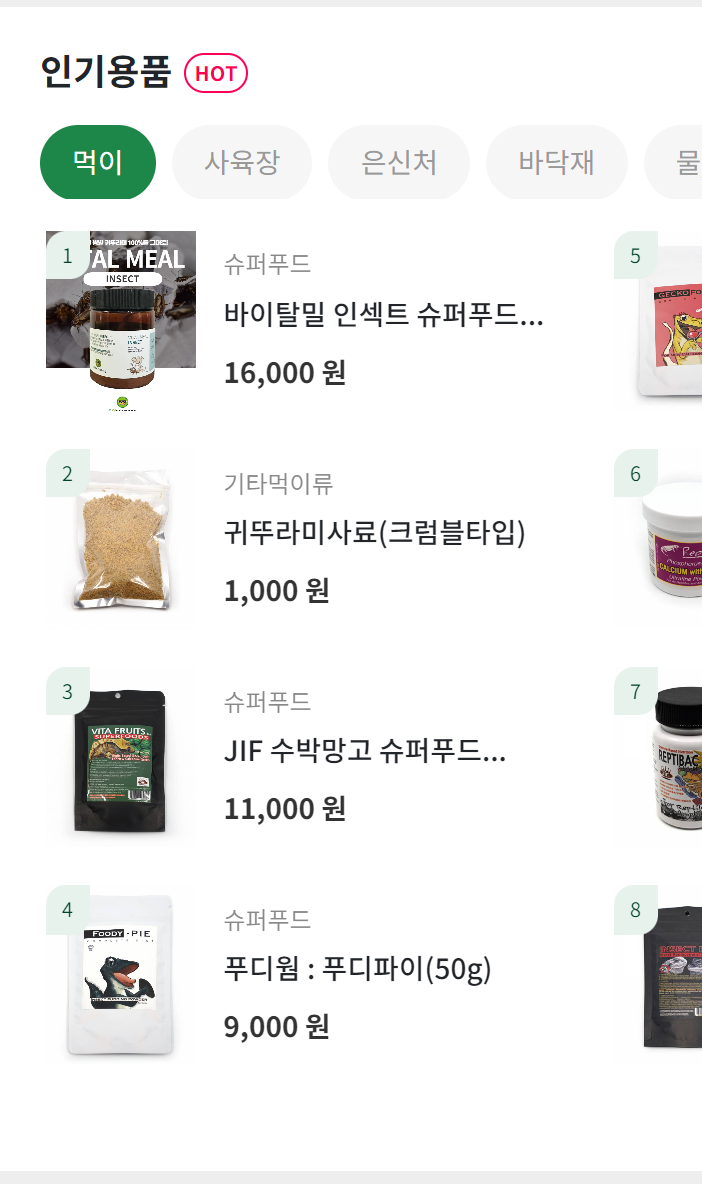 인기용품 HOT
먹이 사육장 은신처 바닥재 물
1
TAL MEAL
INSECT
슈퍼푸드
바이탈밀 인섹트 슈퍼푸드...
16,000 원
2
기타먹이류
귀뚜라미사료(크럼블타입)
1,000 원
3
VITA FRUITS
SUPERFOODS
슈퍼푸드
JIF 수박망고 슈퍼푸드...
11,000 원
4
FOODY-PIE
슈퍼푸드
푸디웜 : 푸디파이(50g)
9,000 원
5
GECKO
6
CALCIUM with
7
REPTIBAC
8
INSECT